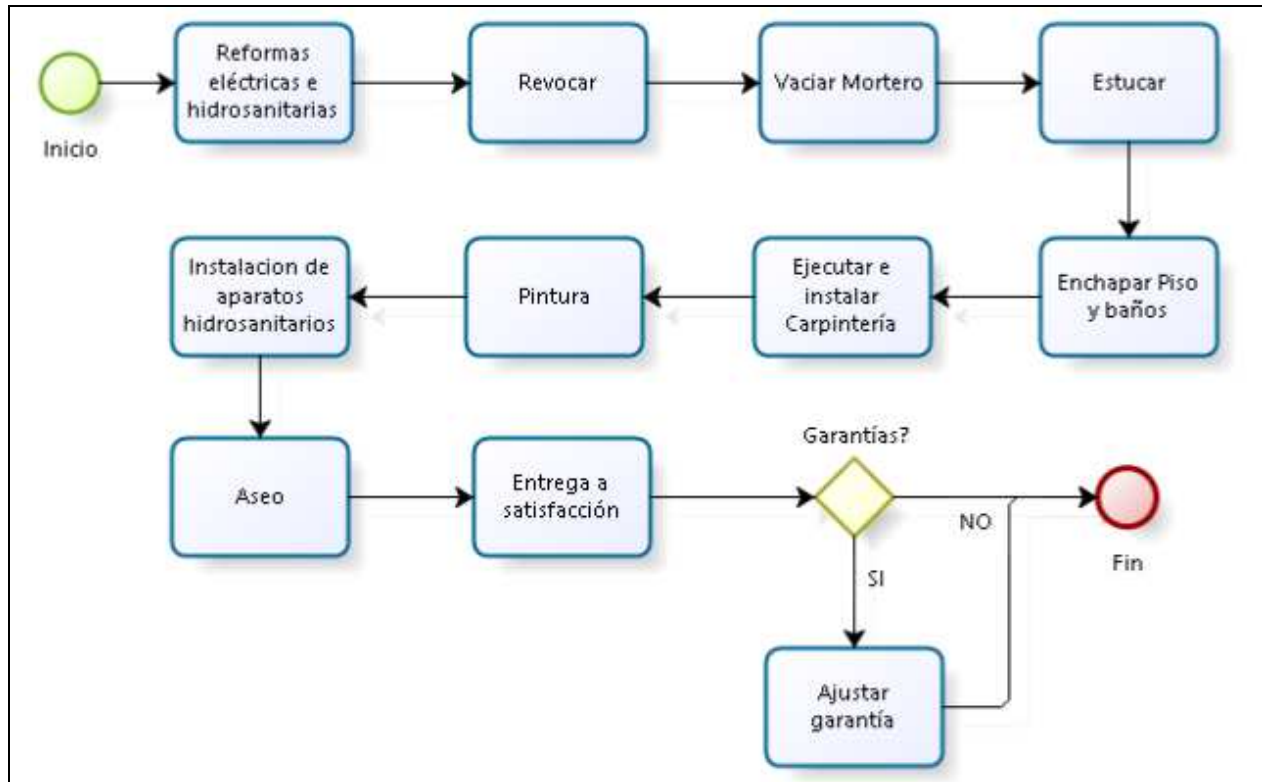 Inicio
Reformas
eléctricas e
hidrosanitarias
Revocar
Vaciar Mortero
Estucar
Enchapar Piso
y baños
Ejecutar e
instalar
Carpintería
Pintura
Instalacion de
aparatos
hidrosanitarios
Aseo
Entrega a
satisfacción
Garantías?
NO
SI
Ajustar
garantía
Fin